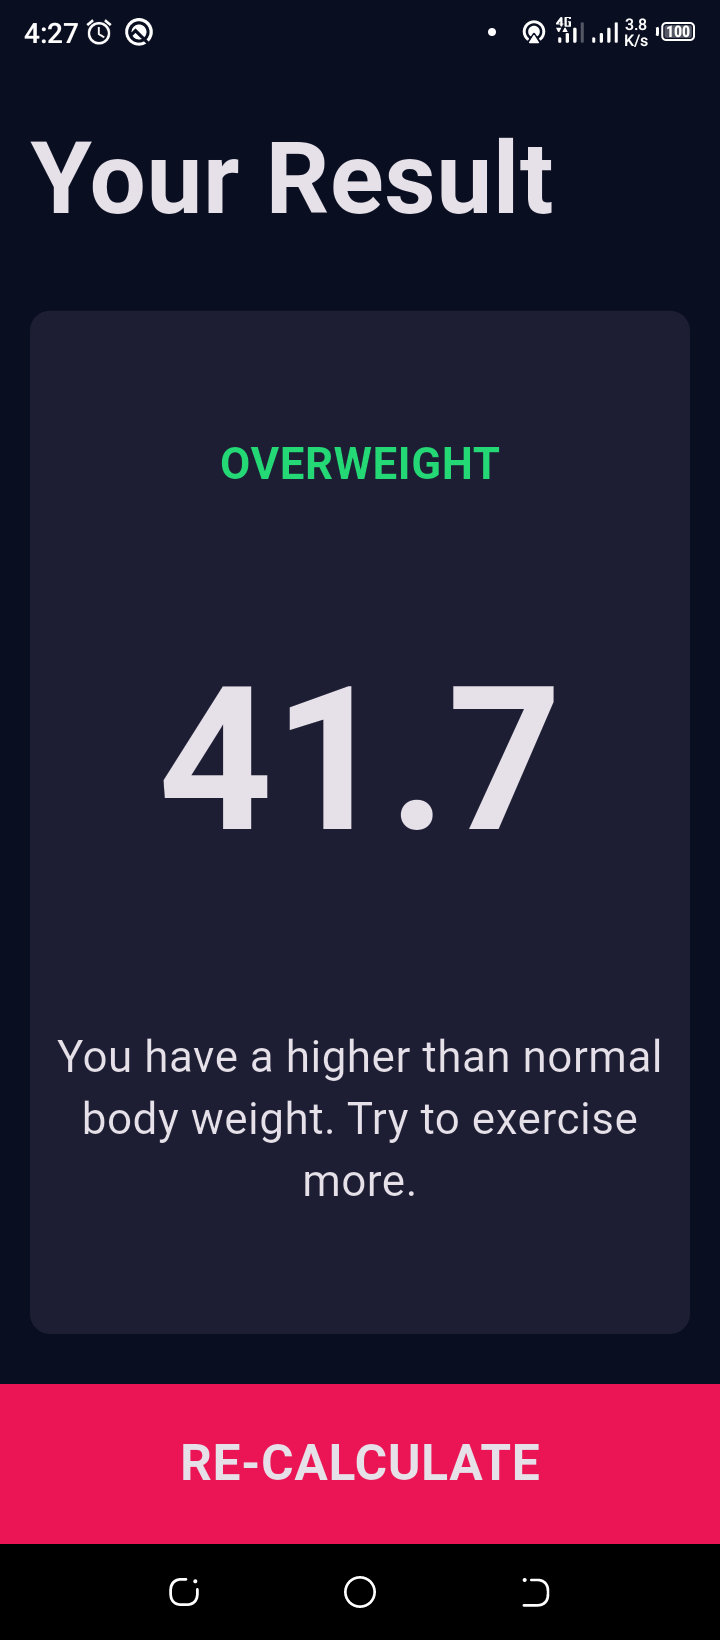 4:27
4G
3.8
K/s
100
Your Result
OVERWEIGHT
41.7
You have a higher than normal
body weight. Try to exercise
more.
RE-CALCULATE